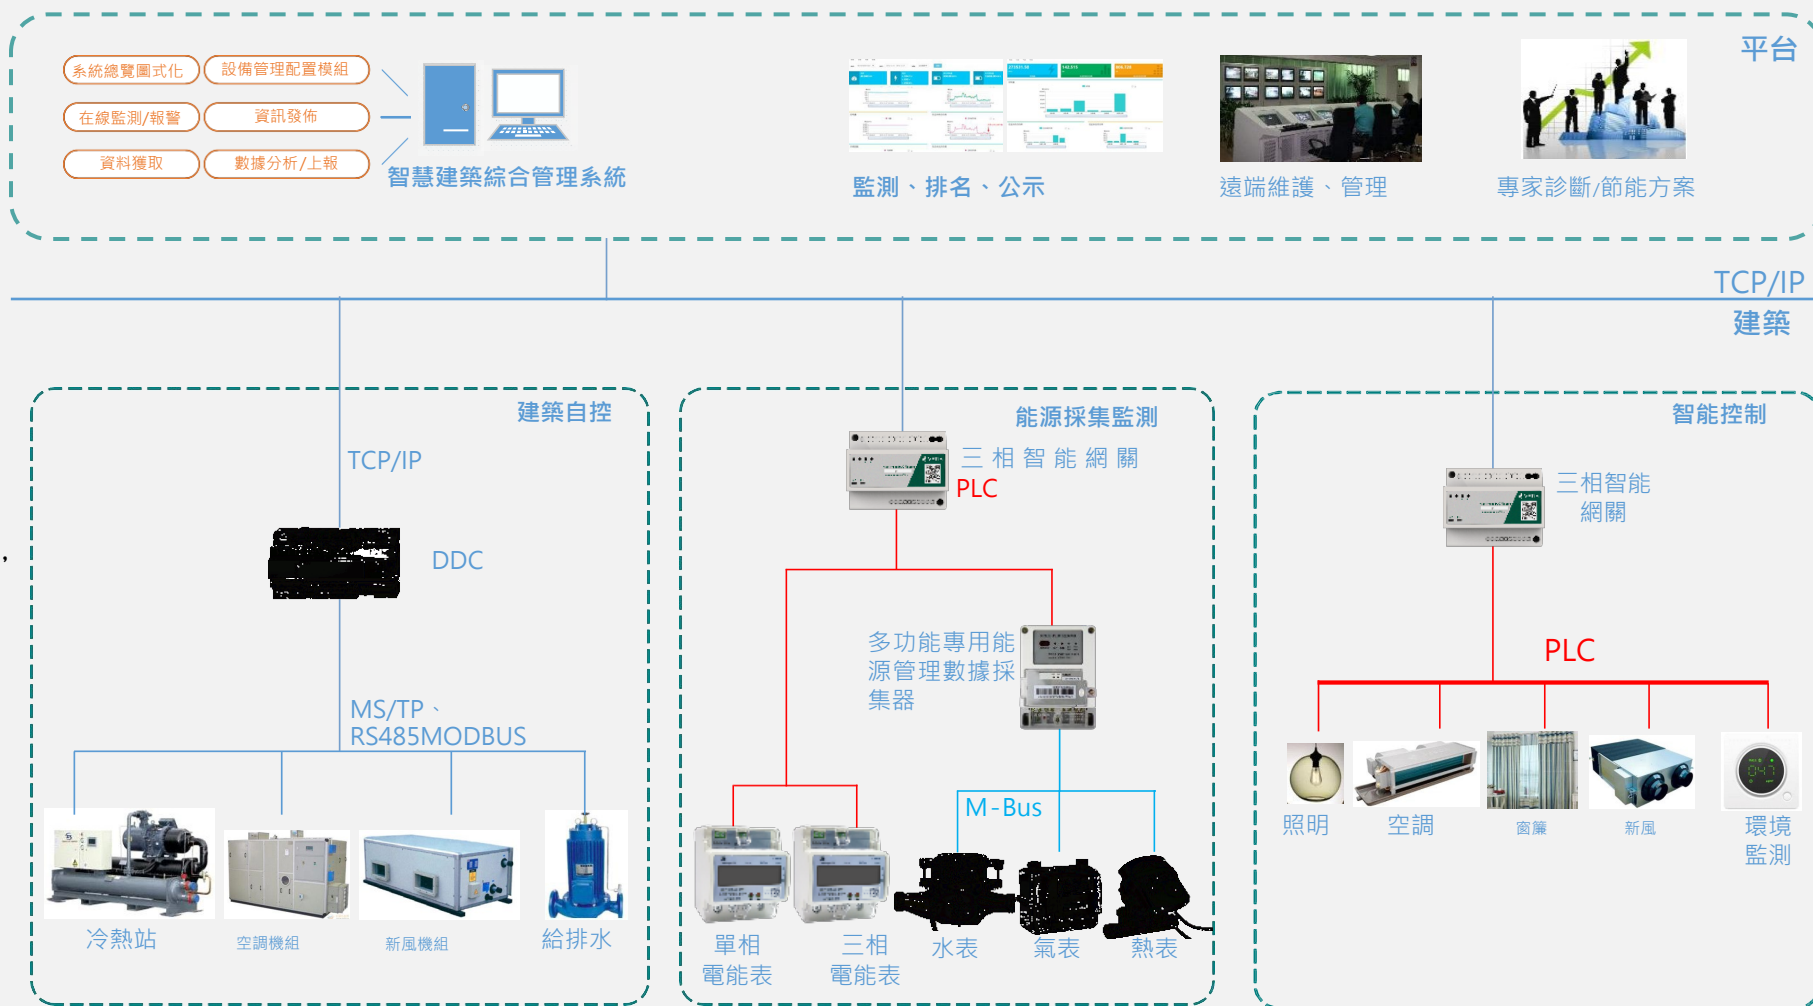 平台
系統總覽圖式化
設備管理配置模組
在線監測/報警
資訊發佈
資料獲取
數據分析/上報
智慧建築綜合管理系統
監測、排名、公示
遠端維護、管理
專家診斷/節能方案
TCP/IP
建築
建築自控
TCP/IP
DDC
MS/TP、
RS485MODBUS
冷熱站
空調機組
新風機組
給排水
能源採集監測
三相智能網關
PLC
多功能專用能
源管理數據採
集器
M-Bus
單相
電能表
三相
電能表
水表
氣表
熱表
智能控制
三相智能
網關
PLC
照明
空調
窗簾
新風
環境
監測
,